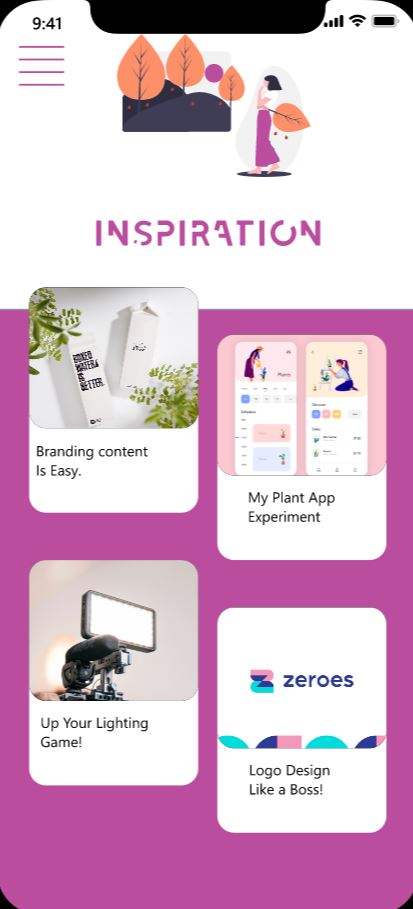 9:41
INSPIRATION
BOXED
WATER
IS
BETTER.
Plants
Schedule
Branding content
Is Easy.
My Plant App
Experiment
zeroes
Up Your Lighting
Game!
Logo Design
Like a Boss!